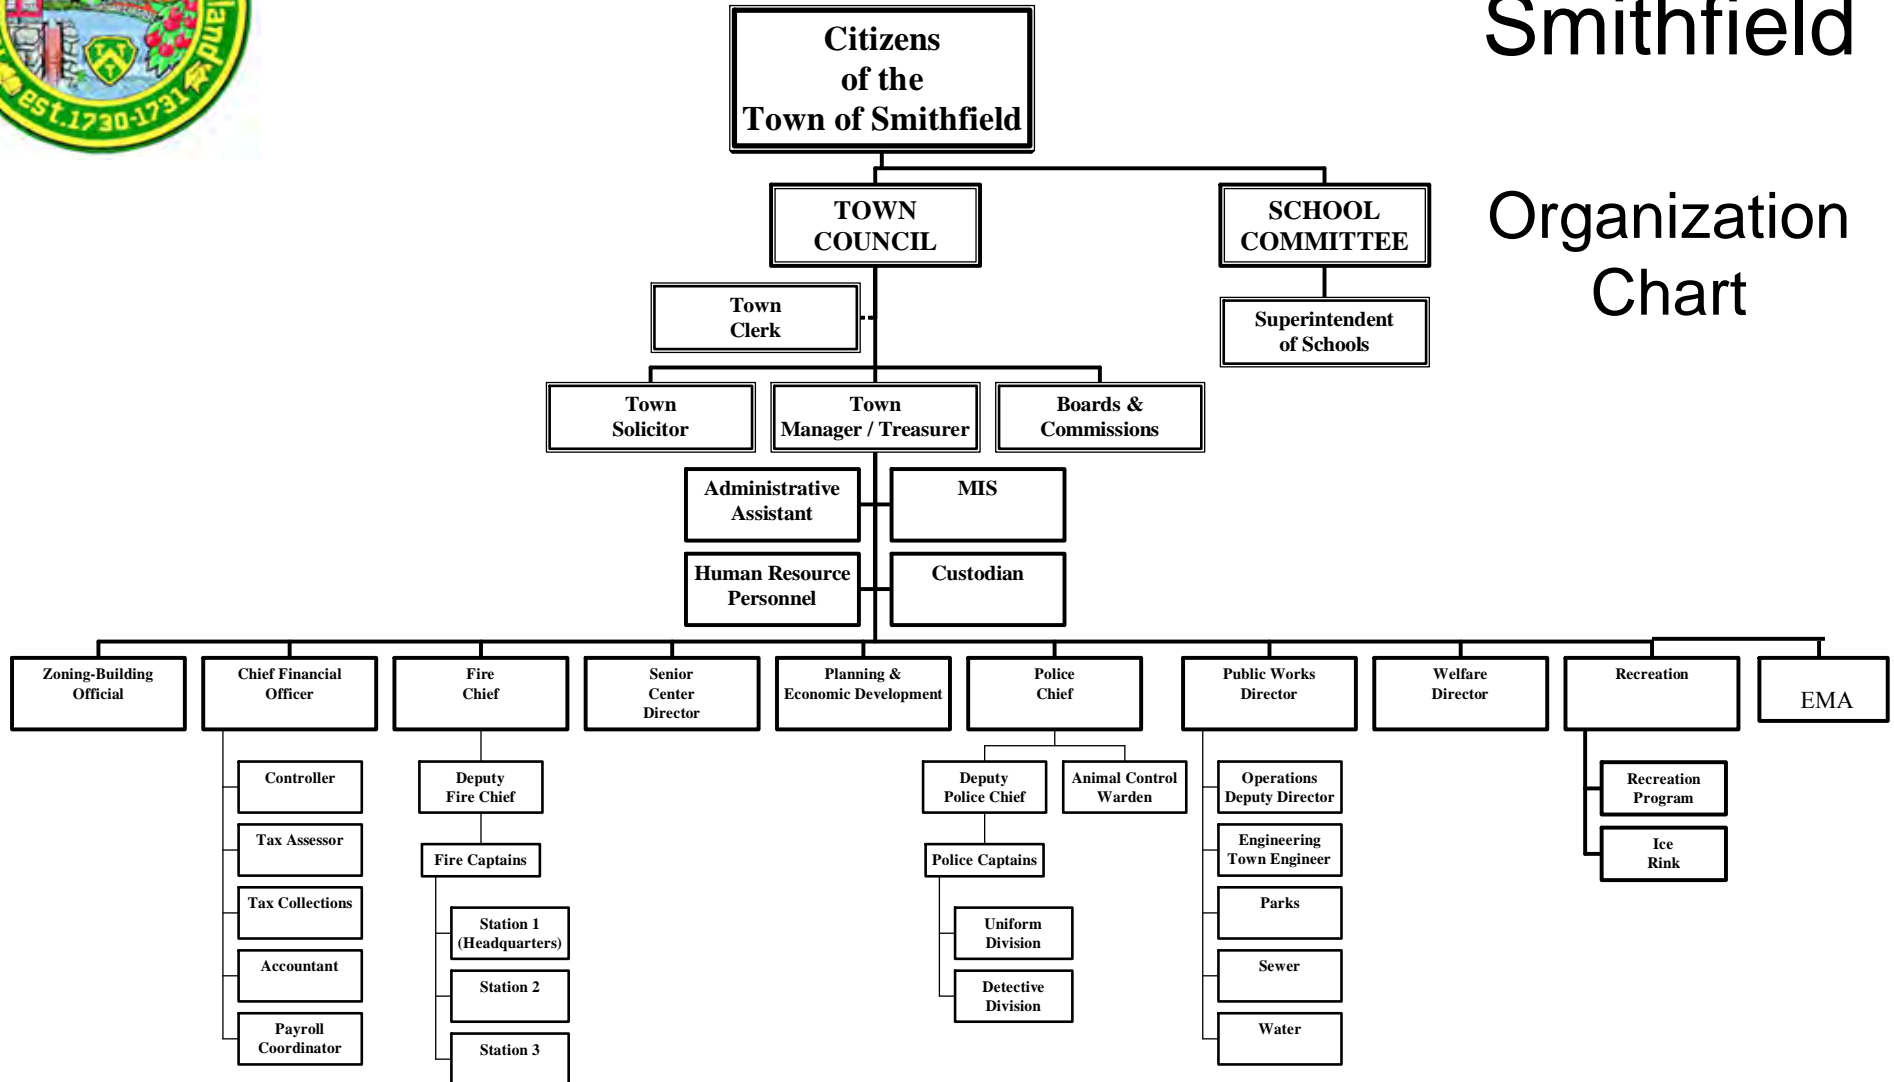 land
est.1730-1731
Smithfield
Organization
Chart
Citizens
of the
Town of Smithfield
TOWN
COUNCIL
SCHOOL
COMMITTEE
Town
Clerk
Superintendent
of Schools
Town
Solicitor
Town
Manager / Treasurer
Boards &
Commissions
Administrative
Assistant
MIS
Human Resource
Personnel
Custodian
Zoning-Building
Official
Chief Financial
Officer
Fire
Chief
Senior
Center
Director
Planning &
Economic Development
Police
Chief
Public Works
Director
Welfare
Director
Recreation
EMA
Controller
Tax Assessor
Tax Collections
Accountant
Payroll
Coordinator
Deputy
Fire Chief
Fire Captains
Station 1
(Headquarters)
Station 2
Station 3
Deputy
Police Chief
Animal Control
Warden
Police Captains
Uniform
Division
Detective
Division
Operations
Deputy Director
Engineering
Town Engineer
Parks
Sewer
Water
Recreation
Program
Ice
Rink